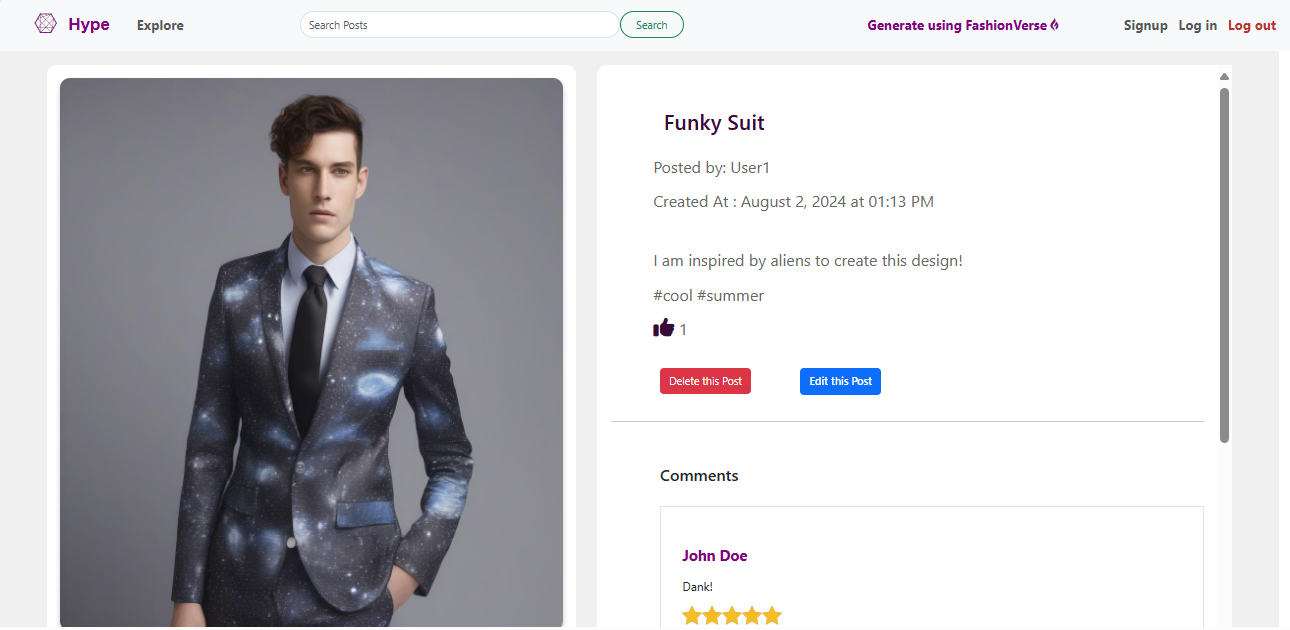 Hype
Explore
Search Posts
Search
Generate using FashionVerse
Signup
Log in
Log out
Funky Suit
Posted by: User1
Created At : August 2, 2024 at 01:13 PM
I am inspired by aliens to create this design!
#cool #summer
1
Delete this Post
Edit this Post
Comments
John Doe
Dank!